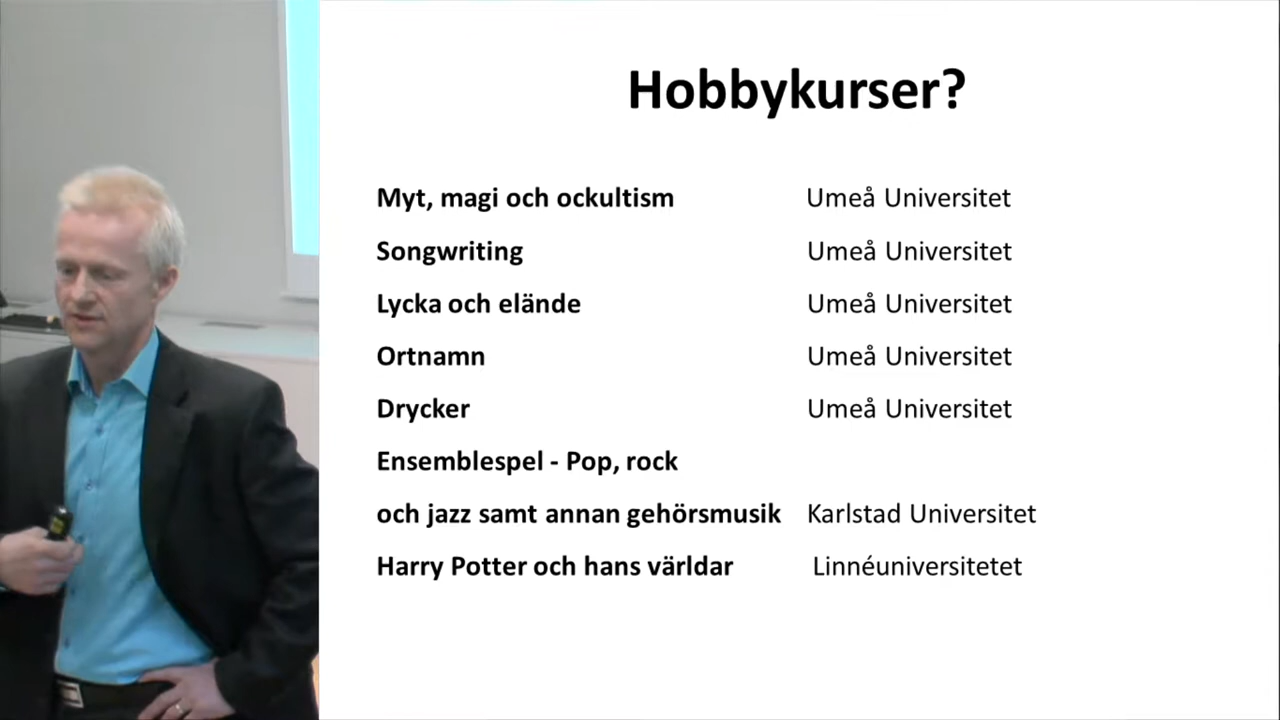 Hobbykurser?
Myt, magi och ockultism Umeå Universitet
Songwriting Umeå Universitet
Lycka och elände Umeå Universitet
Ortnamn Umeå Universitet
Drycker Umeå Universitet
Ensemblespel - Pop, rock
och jazz samt annan gehörsmusik Karlstad Universitet
Harry Potter och hans världar Linnéuniversitetet